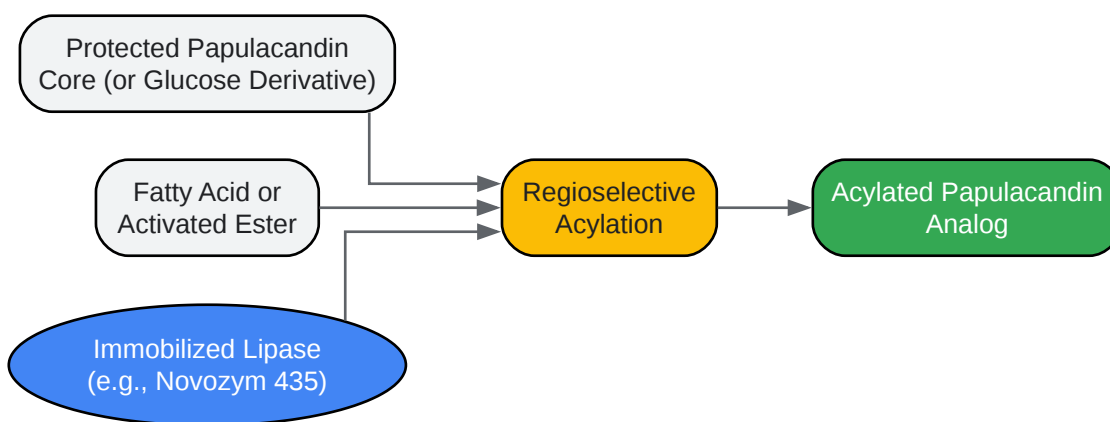 Protected Papulacandin
Core (or Glucose Derivative)
Fatty Acid or
Activated Ester
Immobilized Lipase
(e.g., Novozym 435)
Regioselective
Acylation
Acylated Papulacandin
Analog